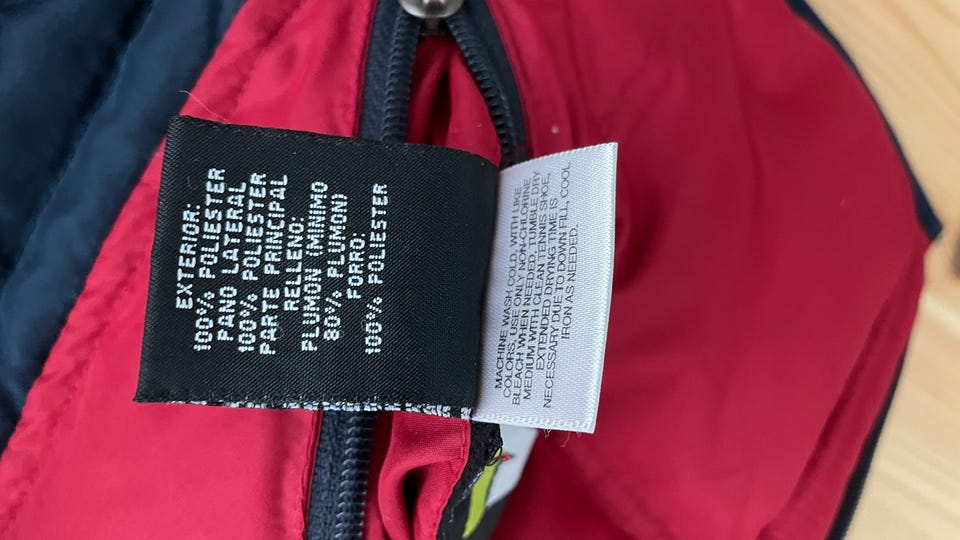 EXTERIOR:
100% POLIESTER
PANO LATERAL
100% POLIESTER
PARTE PRINCIPAL
RELLENO:
PLUMON (MINIMO
80% PLUMON)
FORRO:
100% POLIESTER
MACHINE WASH COLD, WITH LIKE
COLORS. USE ONLY NON-CHLORINE
BLEACH WHEN NEEDED. TUMBLE DRY
MEDIUM WITH CLEAN TENNIS SHOE,
EXTENDED DRYING TIME IS
NECESSARY DUE TO DOWN FILL, COOL
IRON AS NEEDED.